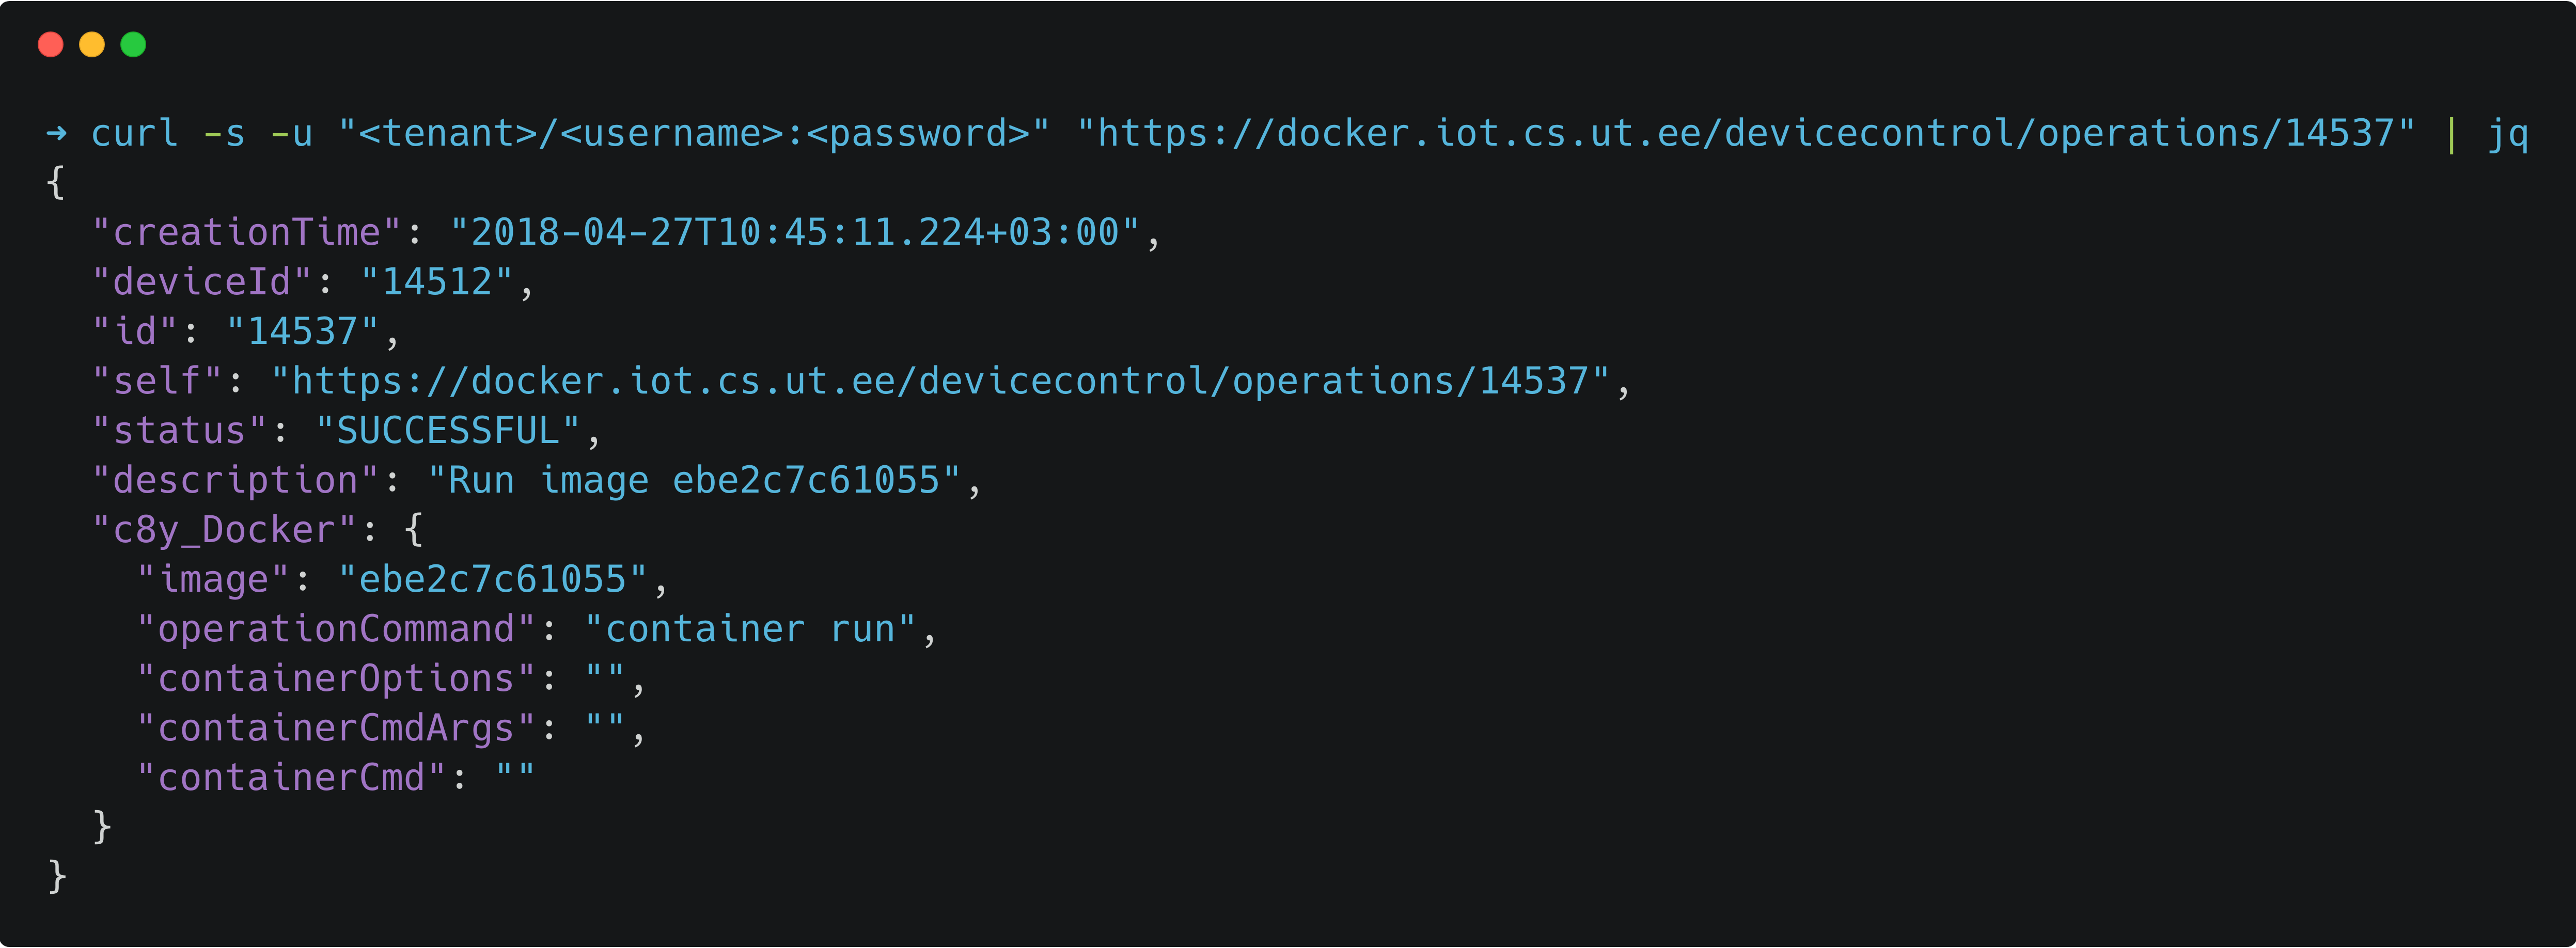 ➜ curl -s -u "<tenant>/<username>:<password>" "https://docker.iot.cs.ut.ee/devicecontrol/operations/14537" | jq
{
  "creationTime": "2018-04-27T10:45:11.224+03:00",
  "deviceId": "14512",
  "id": "14537",
  "self": "https://docker.iot.cs.ut.ee/devicecontrol/operations/14537",
  "status": "SUCCESSFUL",
  "description": "Run image ebe2c7c61055",
  "c8y_Docker": {
    "image": "ebe2c7c61055",
    "operationCommand": "container run",
    "containerOptions": "",
    "containerCmdArgs": "",
    "containerCmd": ""
  }
}